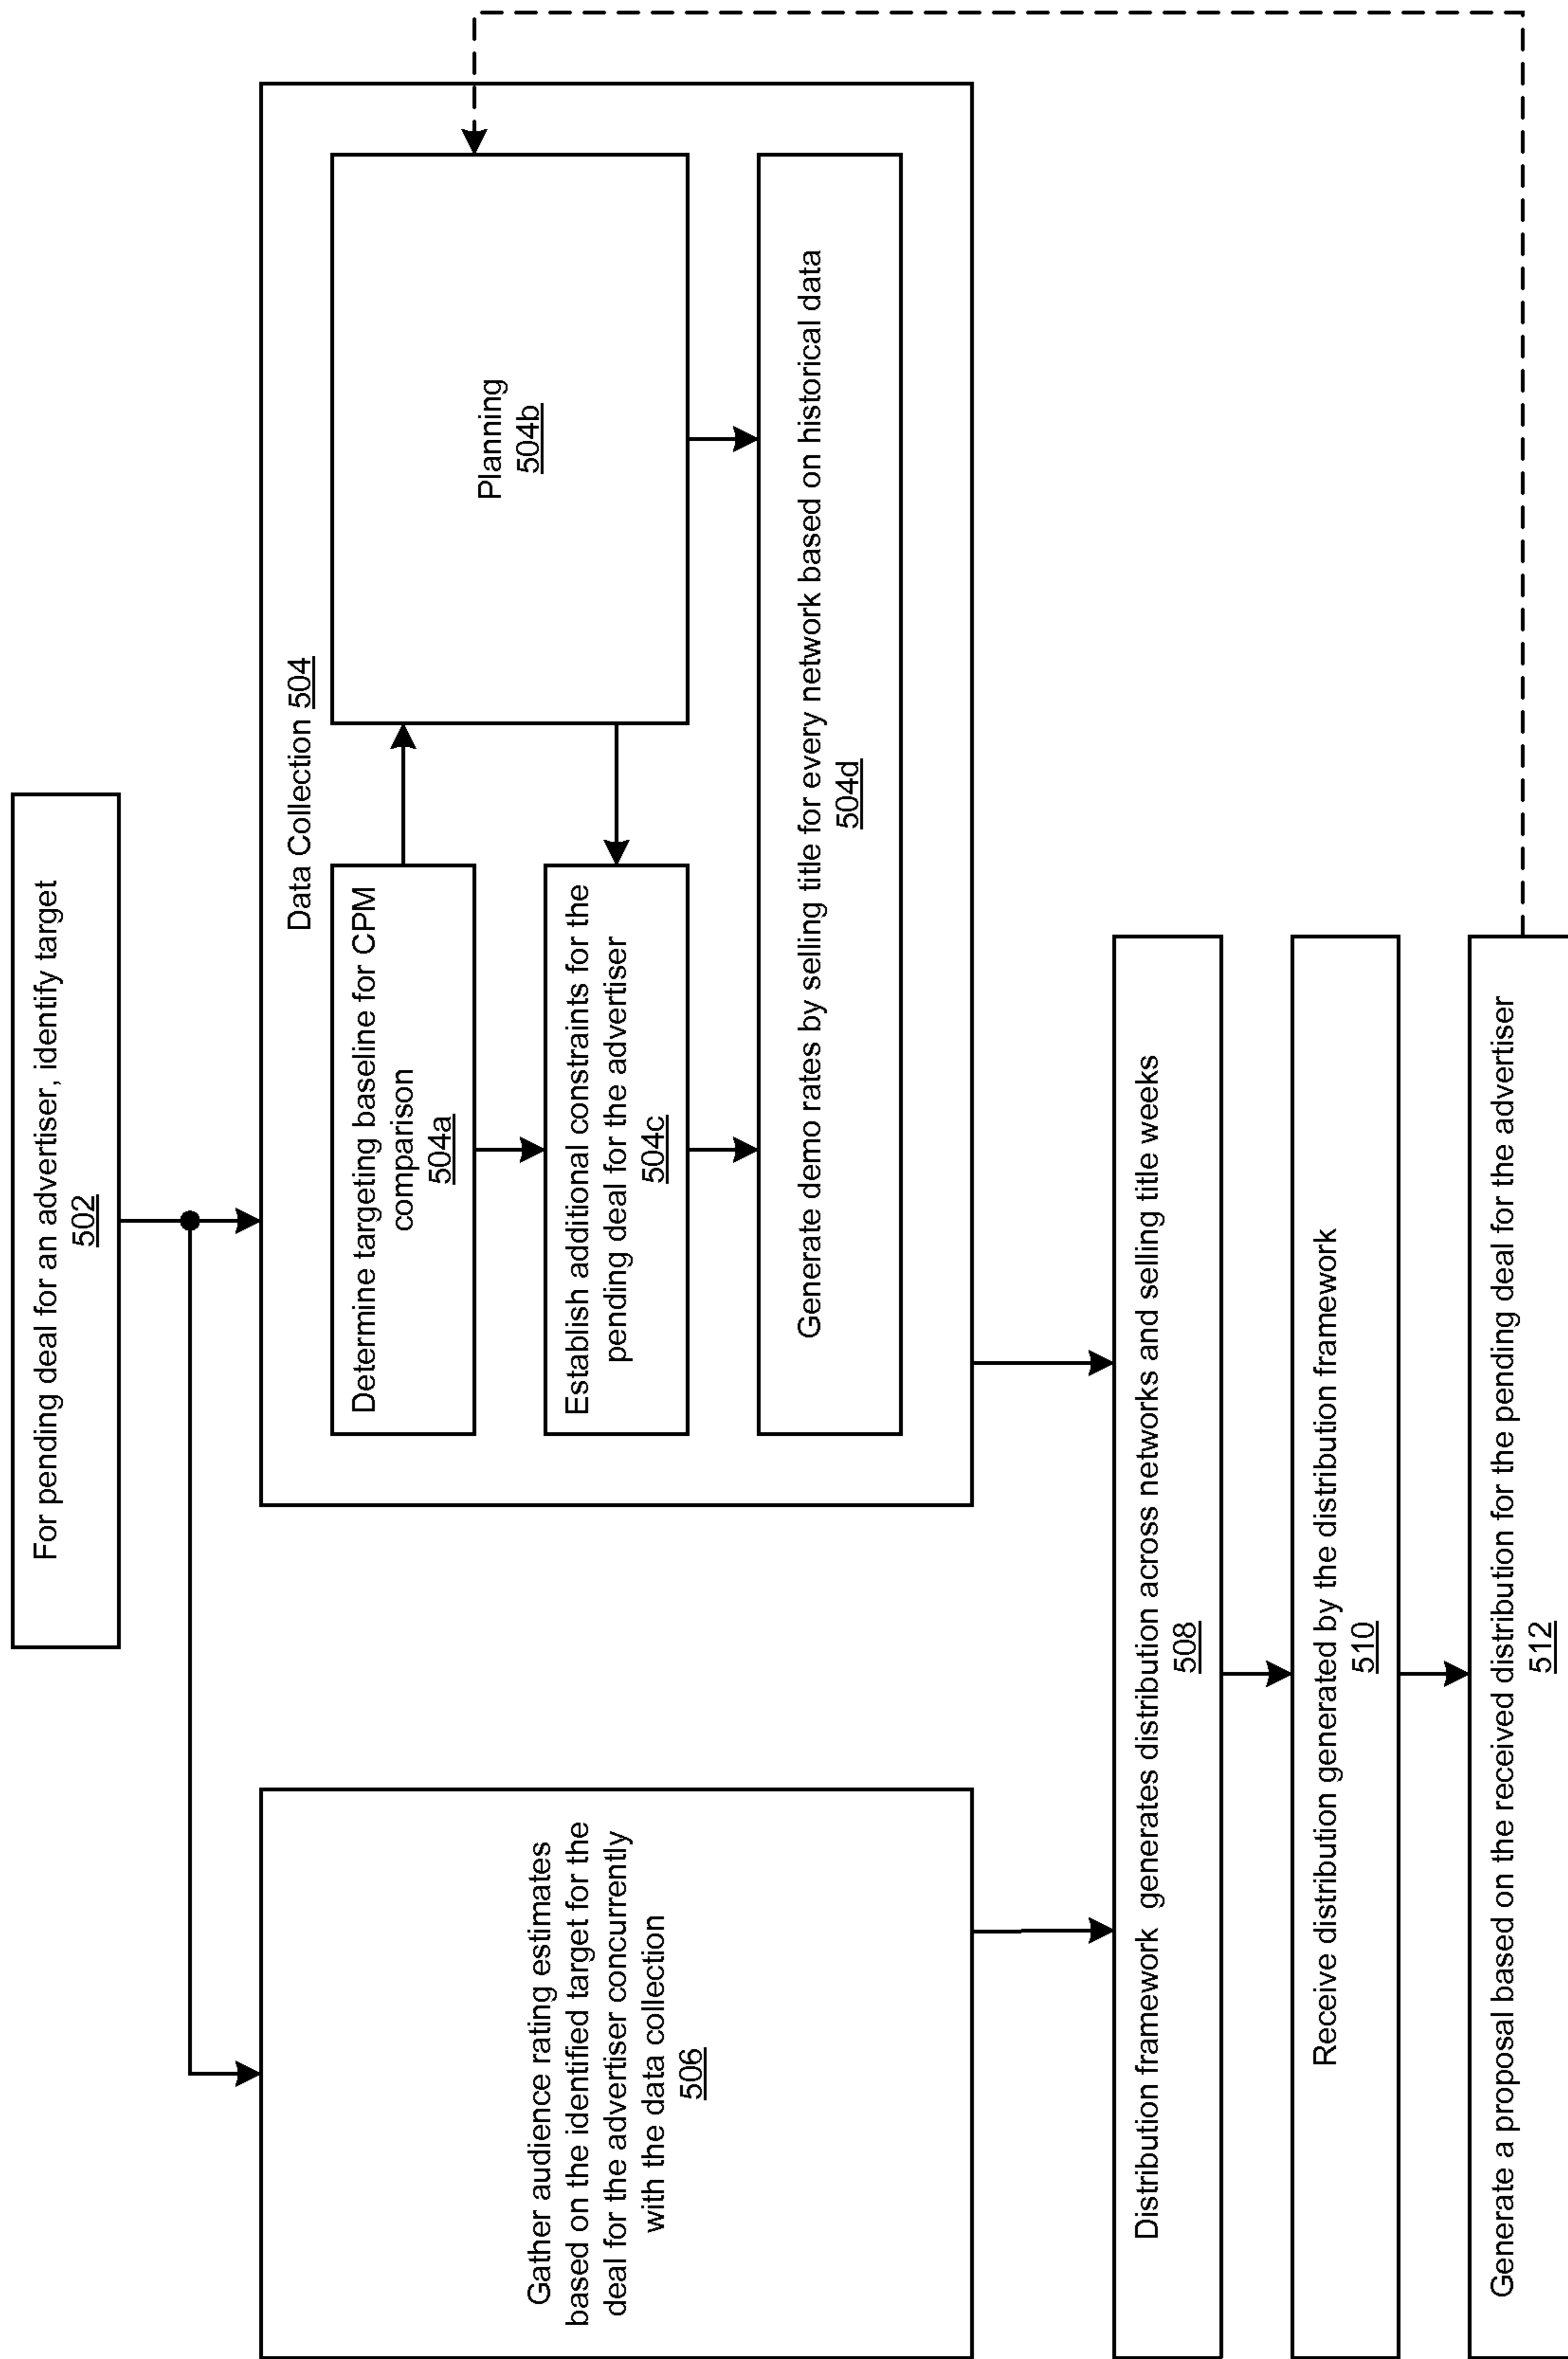 For pending deal for an advertiser, identify target
502
Data Collection 504
Determine targeting baseline for CPM
comparison
504a
Planning
504b
Establish additional constraints for the
pending deal for the advertiser
504c
Generate demo rates by selling title for every network based on historical data
504d
Gather audience rating estimates
based on the identified target for the
deal for the advertiser concurrently
with the data collection
506
Distribution framework generates distribution across networks and selling title weeks
508
Receive distribution generated by the distribution framework
510
Generate a proposal based on the received distribution for the pending deal for the advertiser
512